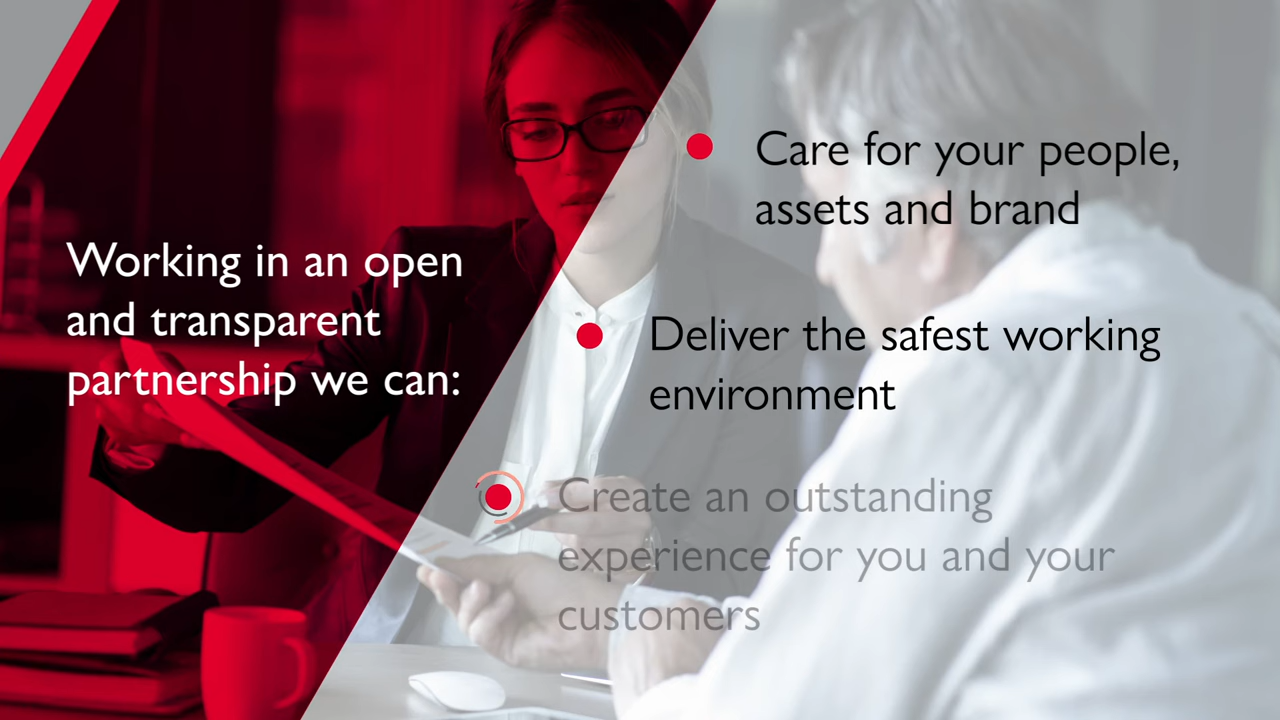 Working in an open
and transparent
partnership we can:
Care for your people,
assets and brand
Deliver the safest working
environment
Create an outstanding
experience for you and your
customers